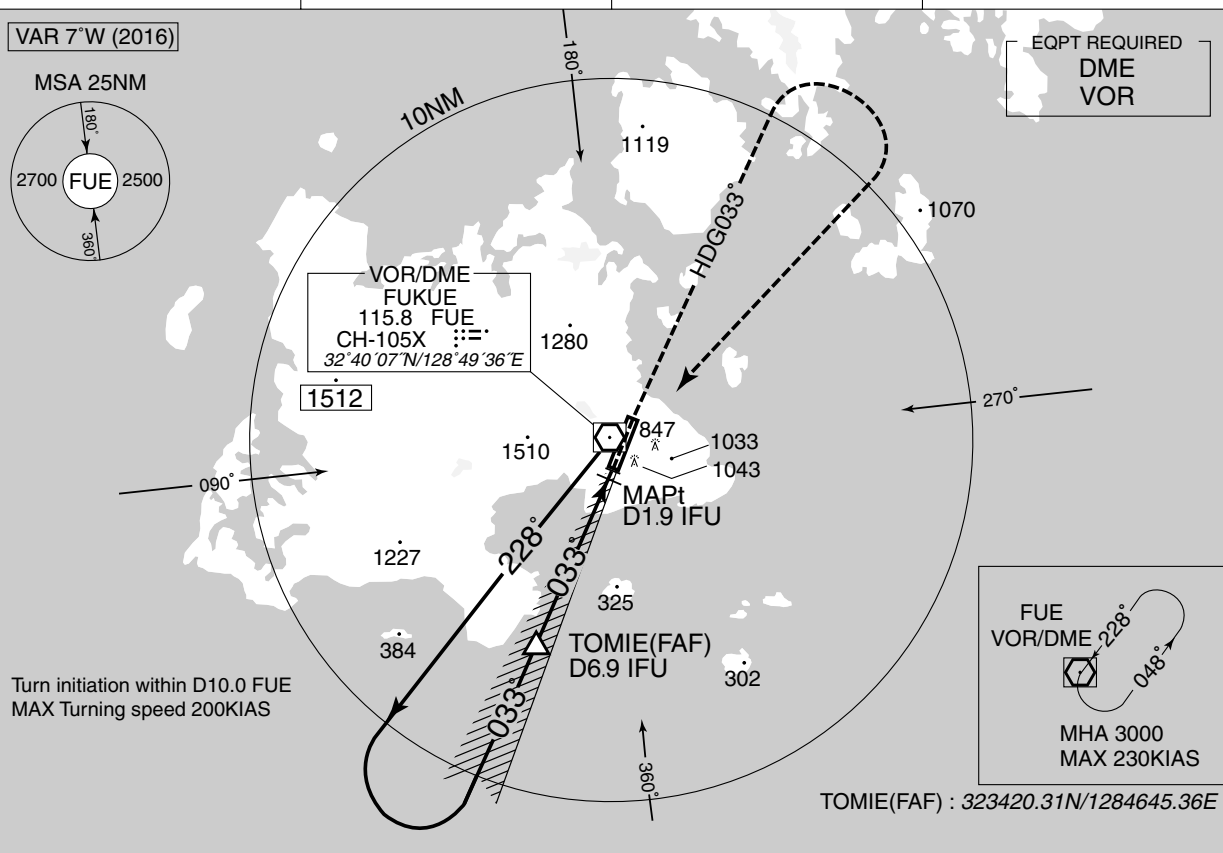 VAR 7°W (2016)
MSA 25NM
180°
2700
FUE
2500
360°
10NM
180°
EQPT REQUIRED
DME
VOR
1119
1070
HDG033°
VOR/DME
FUKUE
115.8 FUE
CH-105X
32°40´07˝N/128°49´36˝E
1280
1512
270°
847
1033
1043
1510
090°
MAPt
D1.9 IFU
228°
033°
1227
325
384
TOMIE(FAF)
D6.9 IFU
302
033°
360°
Turn initiation within D10.0 FUE
MAX Turning speed 200KIAS
FUE
VOR/DME
228°
048°
MHA 3000
MAX 230KIAS
TOMIE(FAF) : 323420.31N/1284645.36E